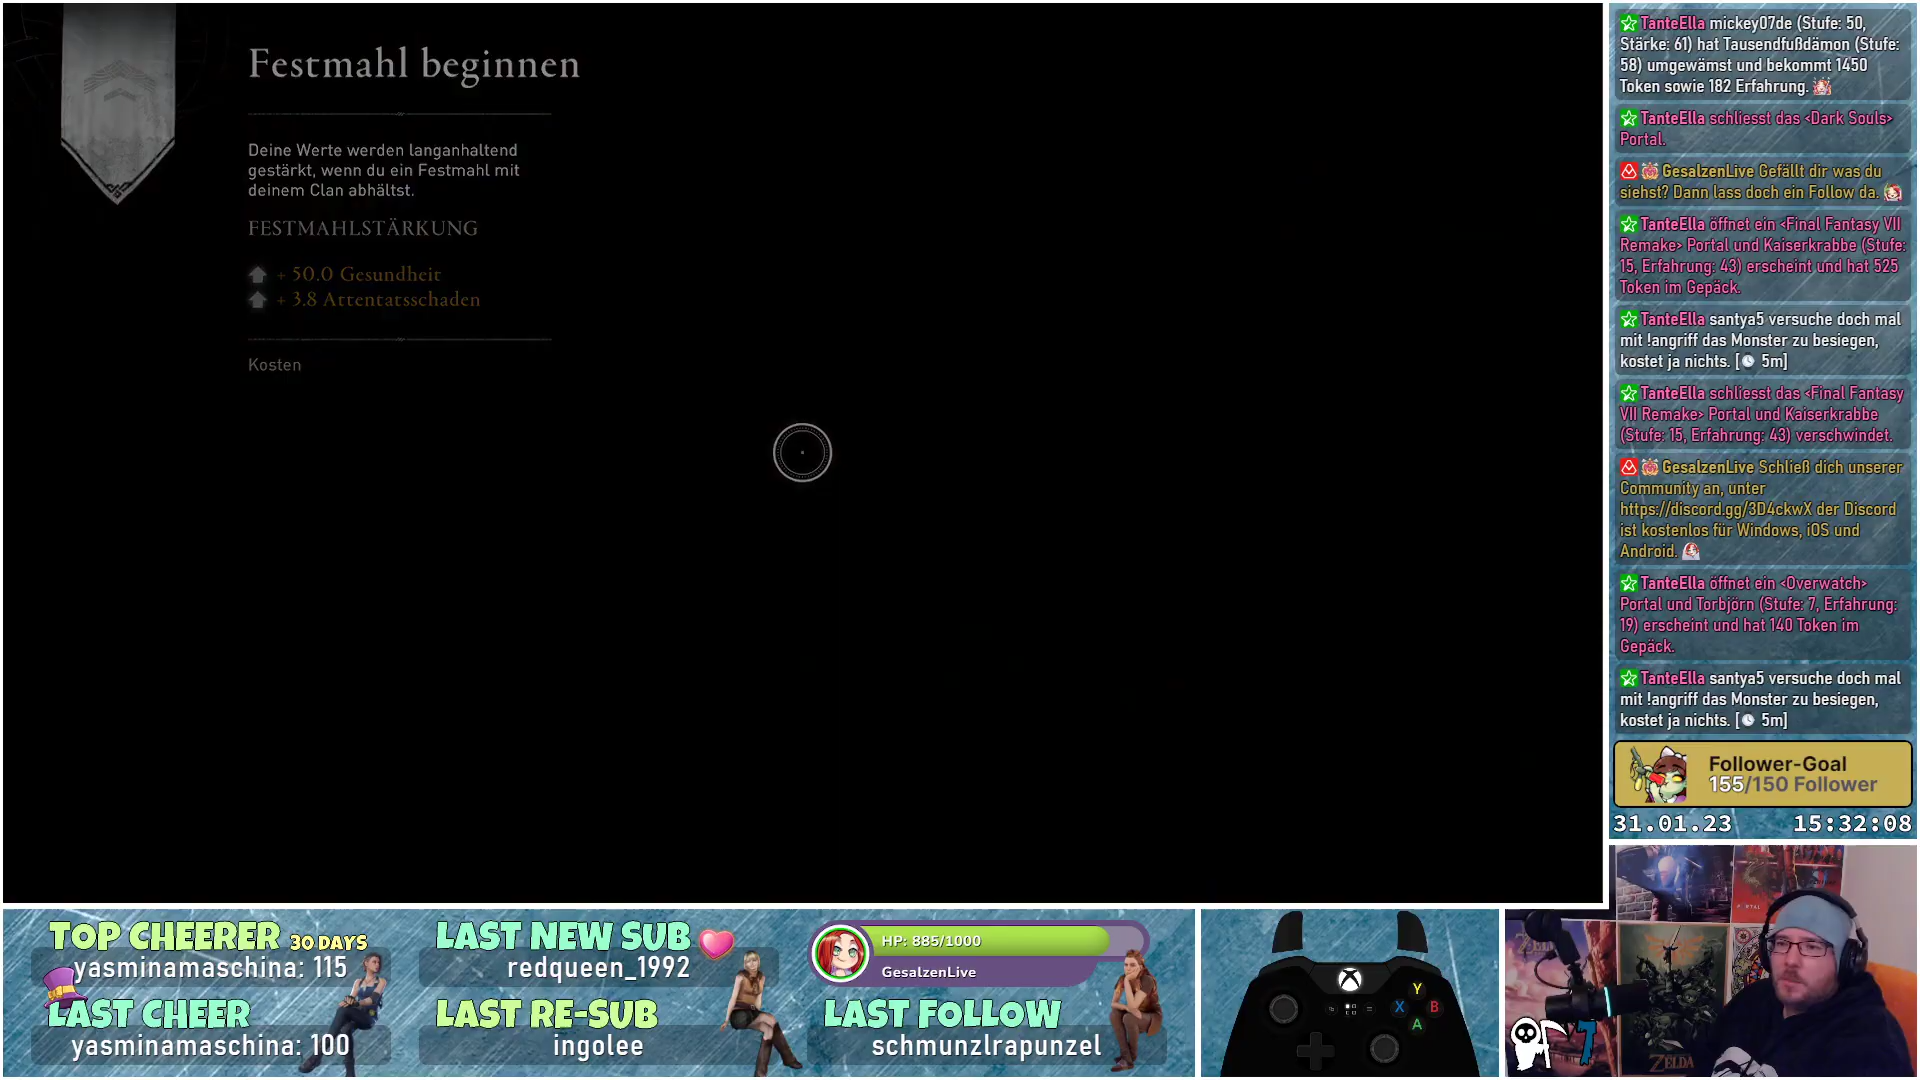 Festmahl beginnen
Deine Werte werden langanhaltend
gestärkt, wenn du ein Festmahl mit
deinem Clan abhältst.
FESTMAHLSTÄRKUNG
+ 50.0 Gesundheit
+ 3.8 Attentatsschaden
Kosten
TanteElla mickey07de (Stufe: 50,
Stärke: 61) hat Tausendfußdämon (Stufe:
58) umgewämst und bekommt 1450
Token sowie 182 Erfahrung.
TanteElla schliesst das <Dark Souls>
Portal.
GesalzenLive Gefällt dir was du
siehst? Dann lass doch ein Follow da.
TanteElla öffnet ein <Final Fantasy VII
Remake> Portal und Kaiserkrabbe (Stufe:
15, Erfahrung: 43) erscheint und hat 525
Token im Gepäck.
TanteElla santya5 versuche doch mal
mit !angriff das Monster zu besiegen,
kostet ja nichts. [ 5m]
TanteElla schliesst das <Final Fantasy
VII Remake> Portal und Kaiserkrabbe
(Stufe: 15, Erfahrung: 43) verschwindet.
GesalzenLive Schließ dich unserer
Community an, unter
https://discord.gg/3D4ckwX der Discord
ist kostenlos für Windows, iOS und
Android.
TanteElla öffnet ein <Overwatch>
Portal und Torbjörn (Stufe: 7, Erfahrung:
19) erscheint und hat 140 Token im
Gepäck.
TanteElla santya5 versuche doch mal
mit !angriff das Monster zu besiegen,
kostet ja nichts. [ 5m]
Follower-Goal
155/150 Follower
31.01.23 15:32:08
TOP CHEERER 30 DAYS
yasminamaschina: 115
LAST CHEER
yasminamaschina: 100
LAST NEW SUB
redqueen_1992
LAST RE-SUB
ingolee
HP: 885/1000
GesalzenLive
LAST FOLLOW
schmunzlrapunzel
Y
X
B
A
PORTAL
ZELDA
7